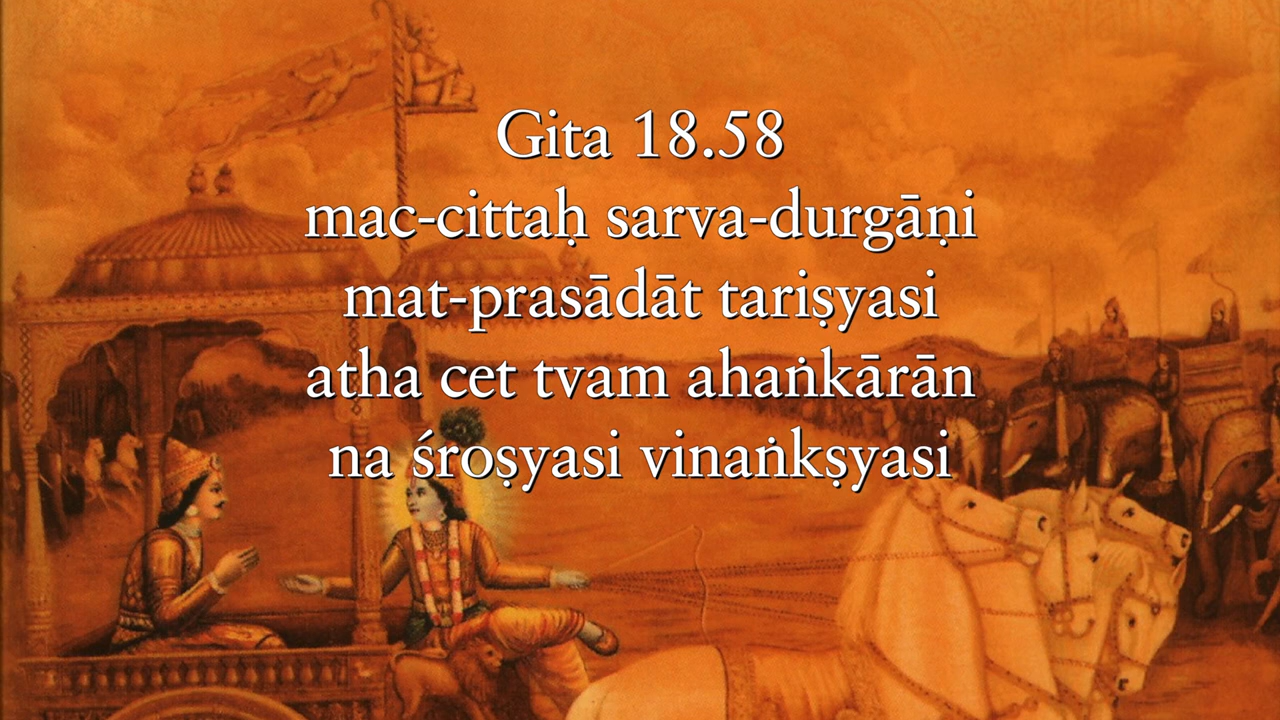 Gita 18.58
mac-cittaḥ sarva-durgāṇi
mat-prasādāt tariṣyasi
atha cet tvam ahaṅkārān
na śroṣyasi vinaṅkṣyasi